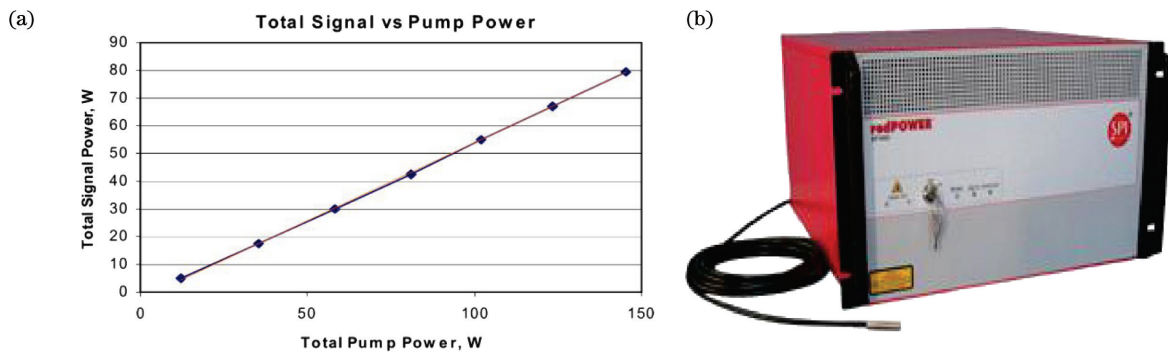 (a)
Total Signal vs Pump Power
Total Signal Power, W
90
80
70
60
50
40
30
20
10
0
0 50 100 150
Total Pump Power, W
(b)
redPOWER
SPI